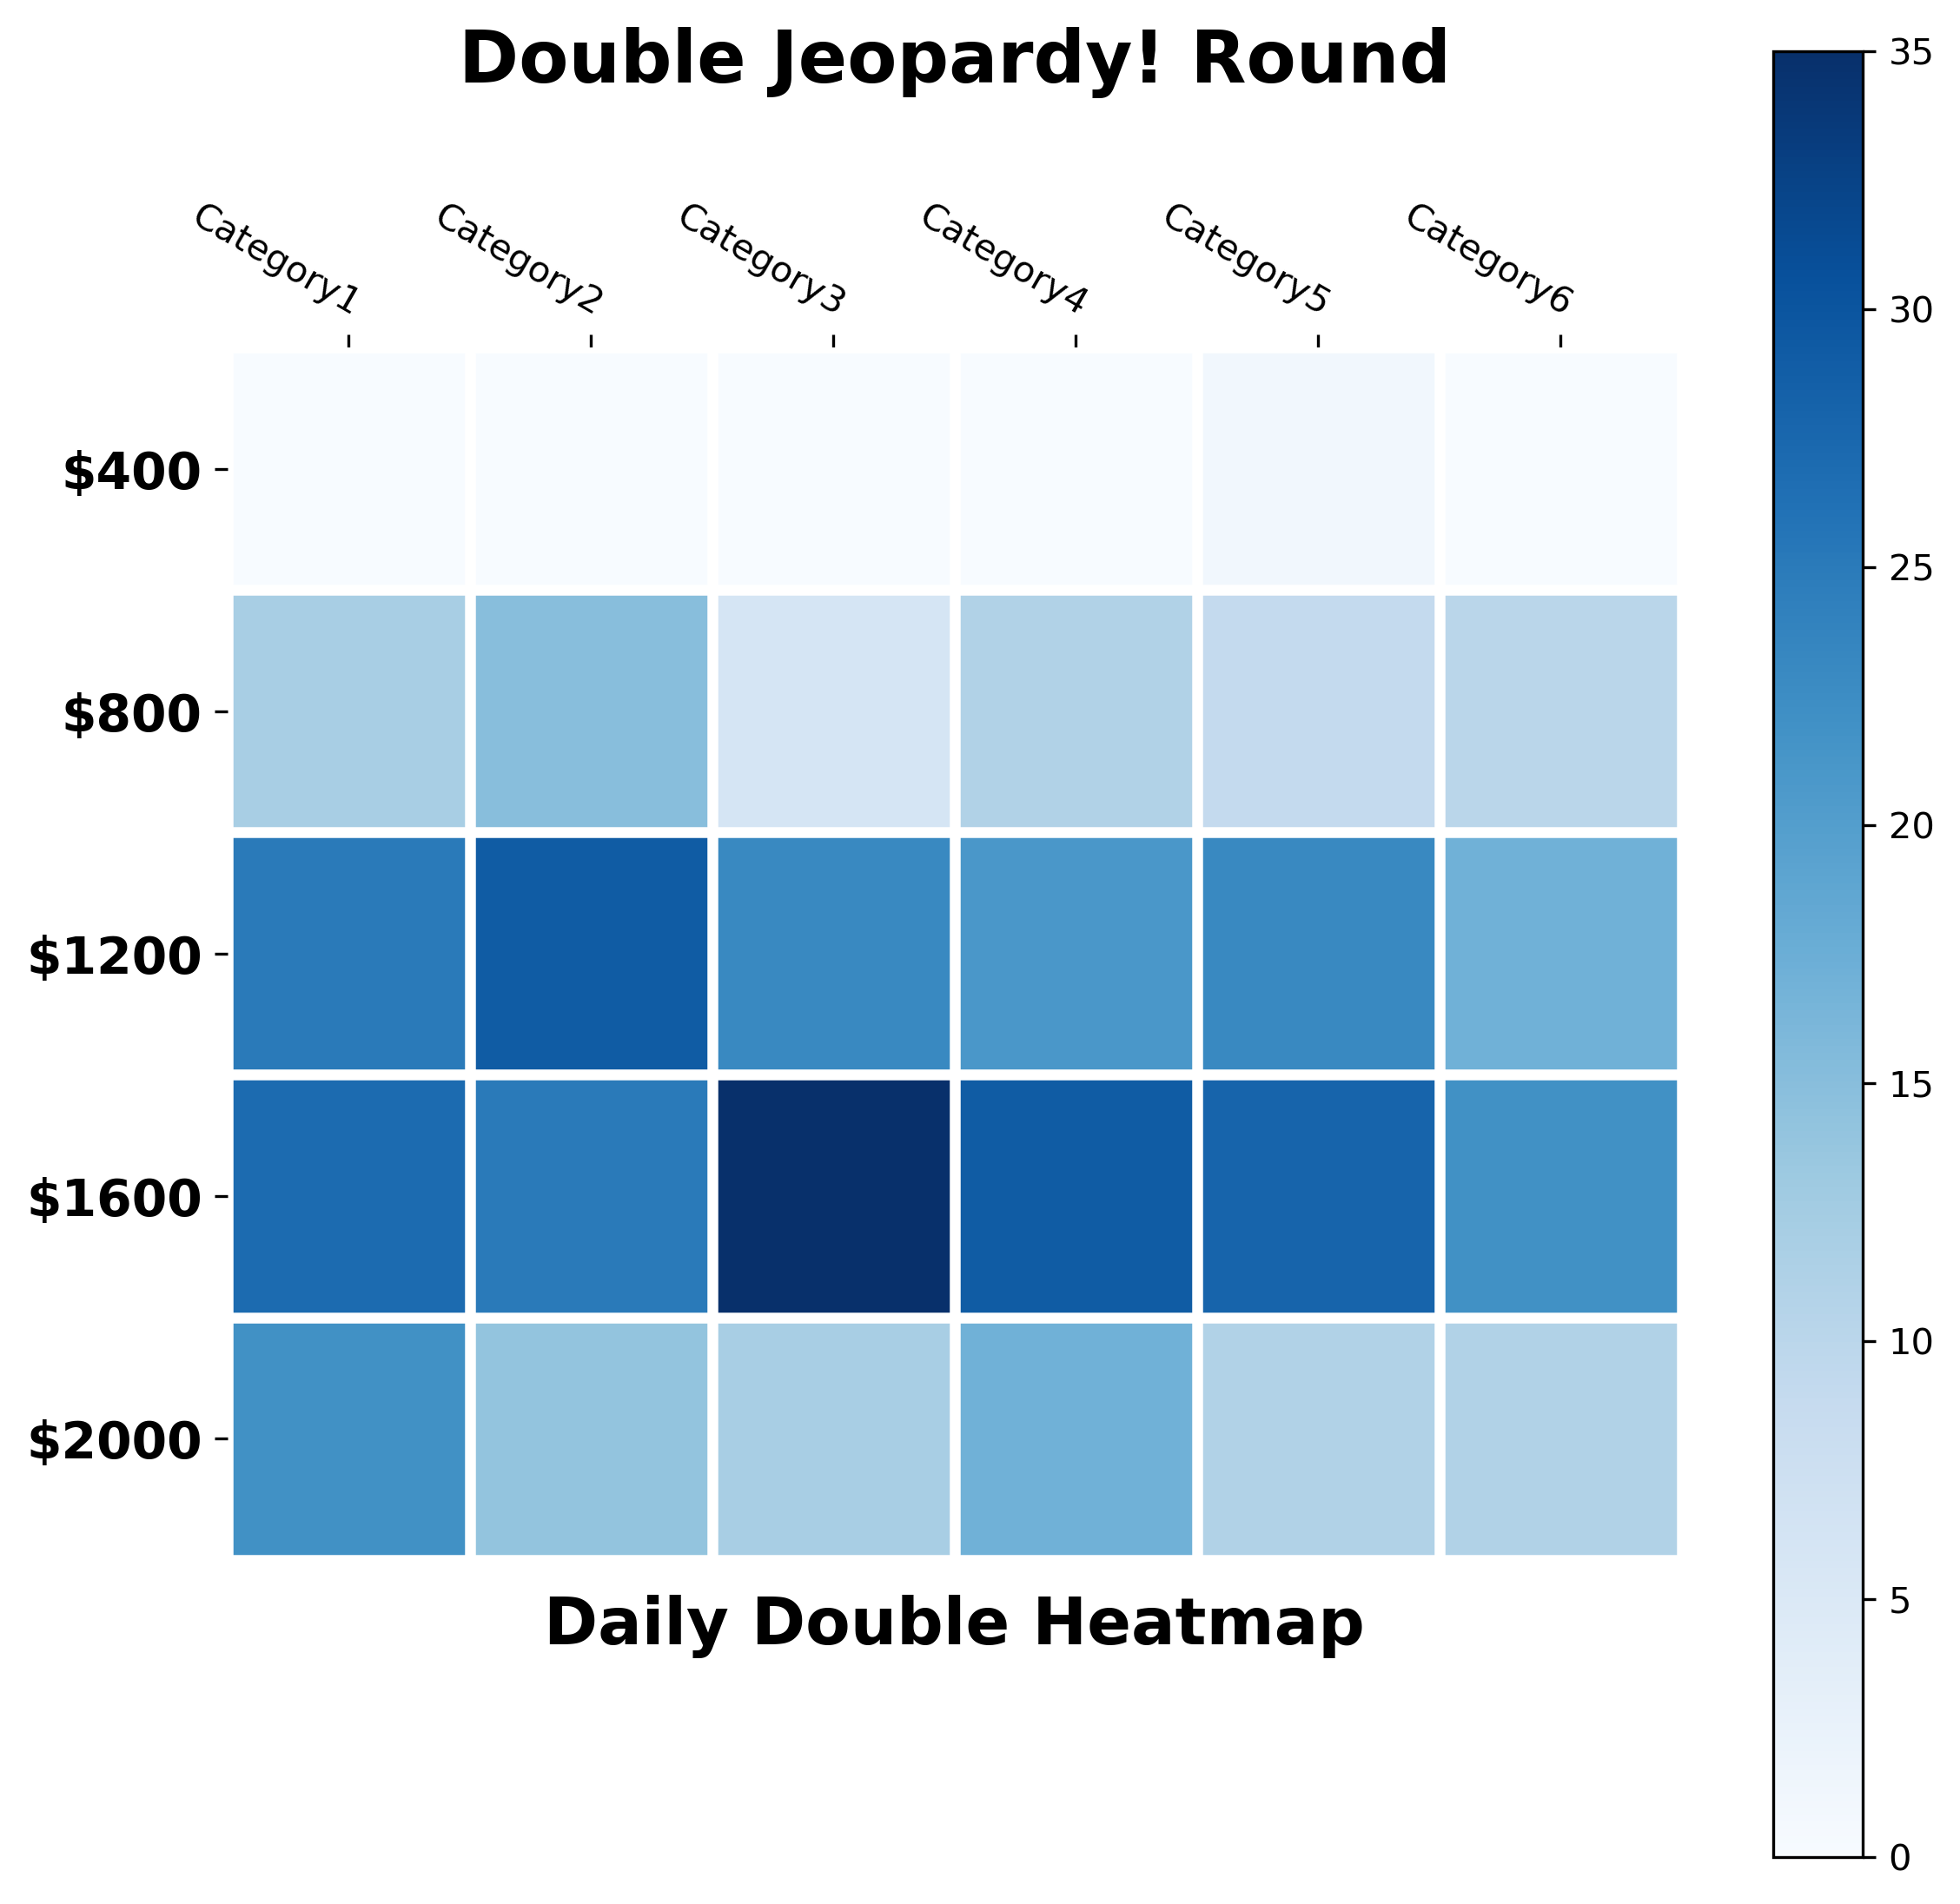 Double Jeopardy! Round
Category1
Category2
Category3
Category4
Category5
Category6
$400
$800
$1200
$1600
$2000
Daily Double Heatmap
35
30
25
20
15
10
5
0